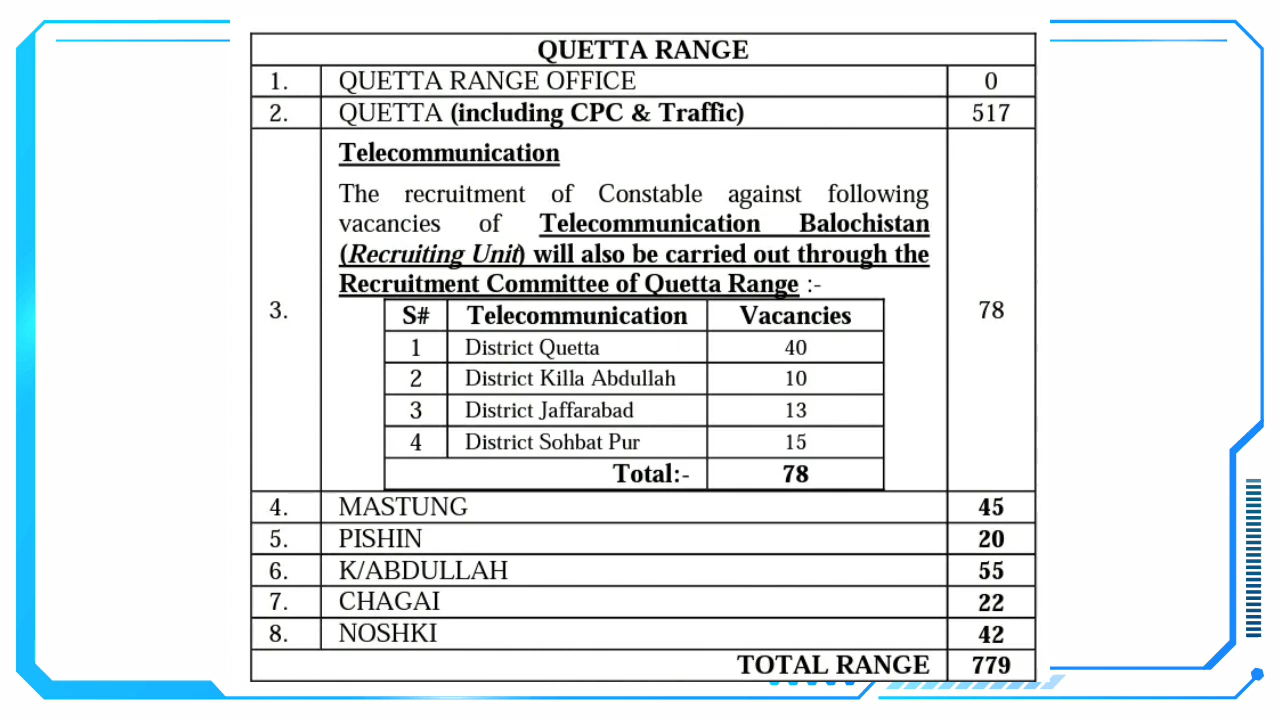 QUETTA RANGE
1. QUETTA RANGE OFFICE 0
2. QUETTA (including CPC & Traffic) 517
3. Telecommunication 78
The recruitment of Constable against following
vacancies of Telecommunication Balochistan
(Recruiting Unit) will also be carried out through the
Recruitment Committee of Quetta Range :-
S# Telecommunication Vacancies
1 District Quetta 40
2 District Killa Abdullah 10
3 District Jaffarabad 13
4 District Sohbat Pur 15
Total:- 78
4. MASTUNG 45
5. PISHIN 20
6. K/ABDULLAH 55
7. CHAGAI 22
8. NOSHKI 42
TOTAL RANGE 779